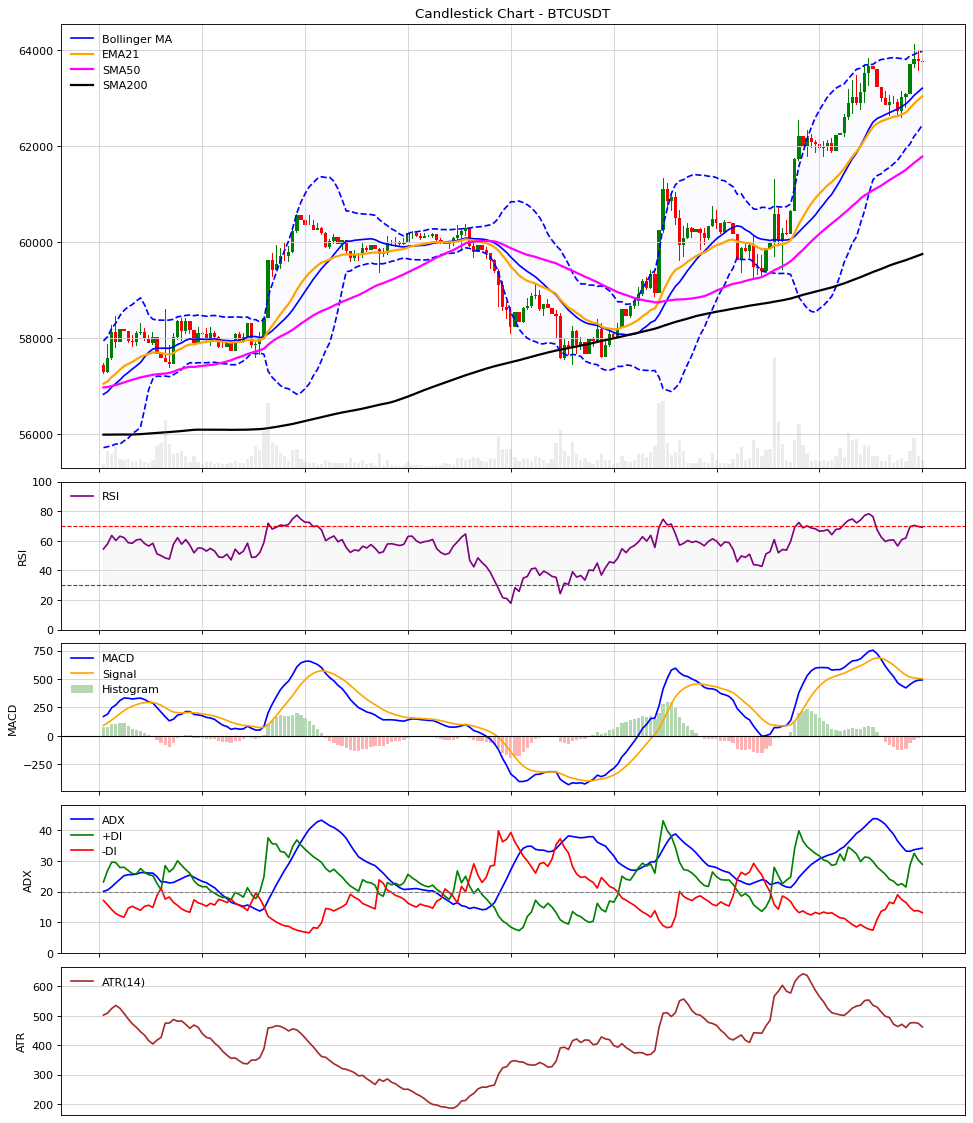 Candlestick Chart - BTCUSDT
Bollinger MA
EMA21
SMA50
SMA200
64000
62000
60000
58000
56000
RSI
100
80
60
40
20
0
RSI
MACD
Signal
Histogram
750
500
250
0
−250
MACD
ADX
+DI
-DI
40
30
20
10
0
ADX
ATR(14)
600
500
400
300
200
ATR